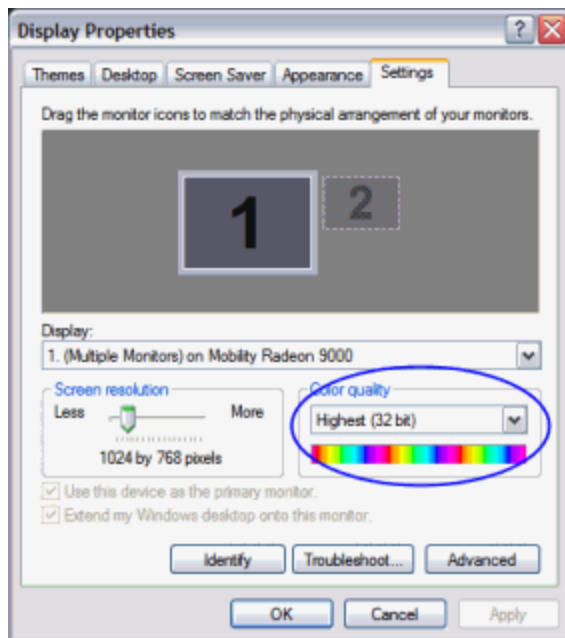 Display Properties
Themes Desktop Screen Saver Appearance Settings
Drag the monitor icons to match the physical arrangement of your monitors.
1 2
Display:
1. (Multiple Monitors) on Mobility Radeon 9000
Screen resolution Color quality
Less More Highest (32 bit)
1024 by 768 pixels
Use this device as the primary monitor.
Extend my Windows desktop onto this monitor.
Identify Troubleshoot... Advanced
OK Cancel Apply